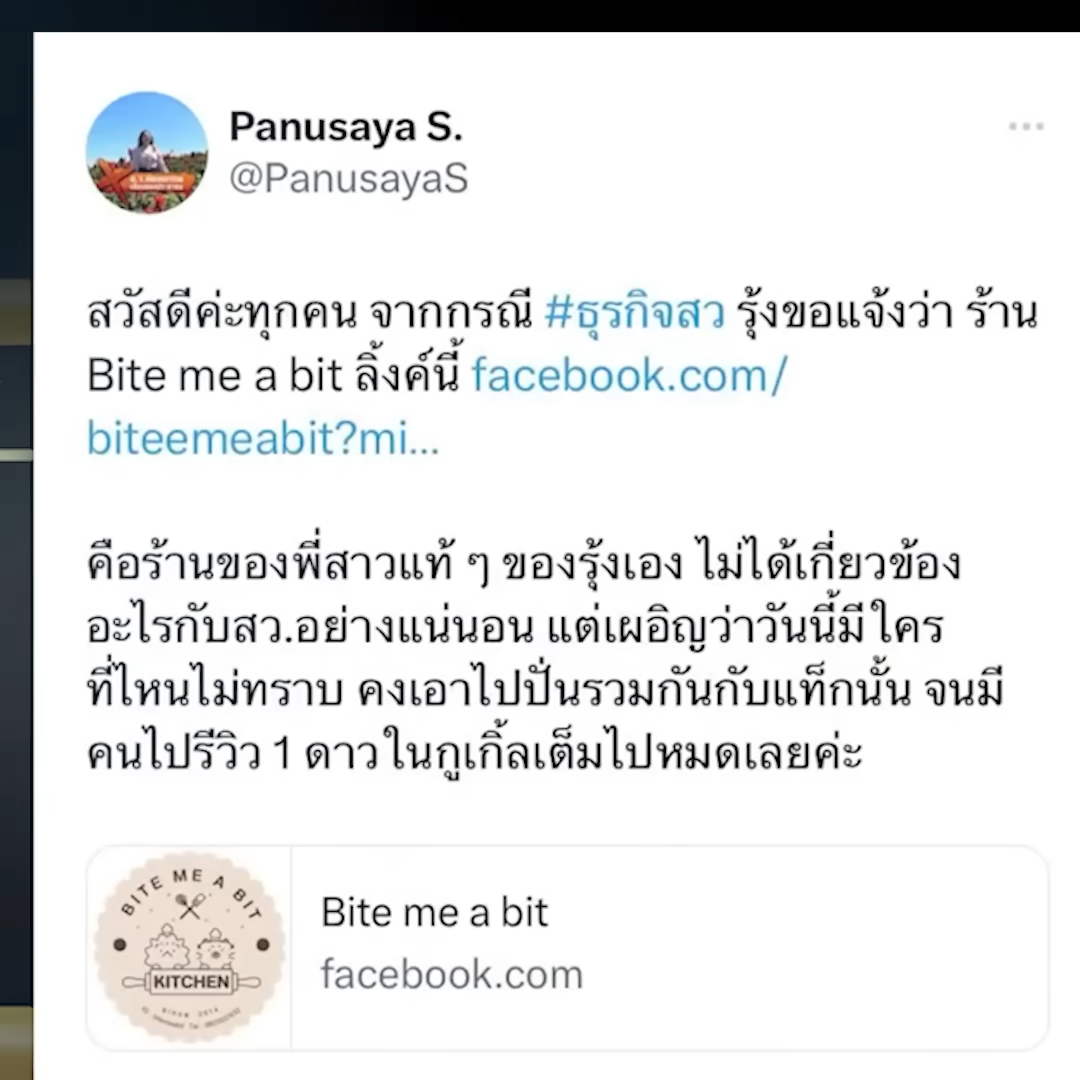 Panusaya S.
@PanusayaS
สวัสดีค่ะทุกคน จากกรณี #ธุรกิจสว รุ้งขอแจ้งว่า ร้าน
Bite me a bit ลิ้งค์นี้ facebook.com/
biteemeabit?mi...
คือร้านของพี่สาวแท้ ๆ ของรุ้งเอง ไม่ได้เกี่ยวข้อง
อะไรกับสว.อย่างแน่นอน แต่เผอิญว่าวันนี้มีใคร
ที่ไหนไม่ทราบ คงเอาไปปั่นรวมกันกับแท็กนั้น จนมี
คนไปรีวิว 1 ดาวในกูเกิ้ลเต็มไปหมดเลยค่ะ
BITE ME A BIT
KITCHEN
Bite me a bit
facebook.com